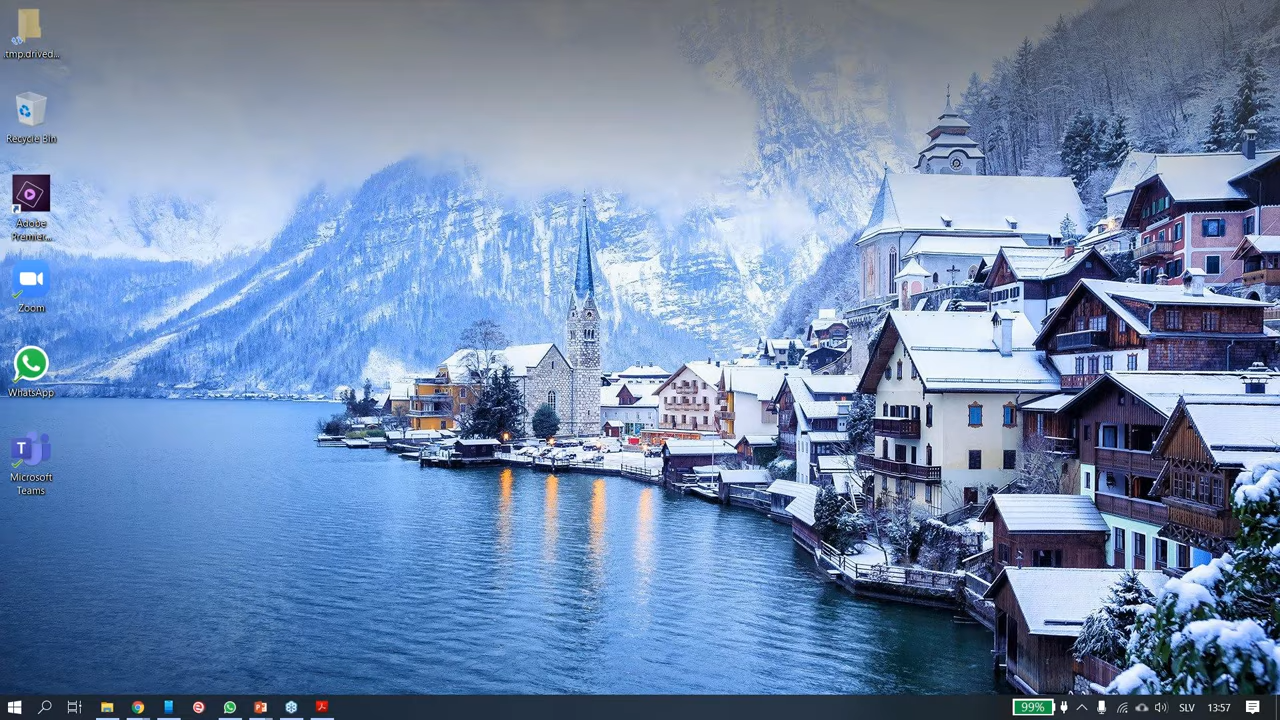 .tmp.drived...
Recycle Bin
Adobe
Premier...
Zoom
WhatsApp
T
Microsoft
Teams
99%
SLV
13:57